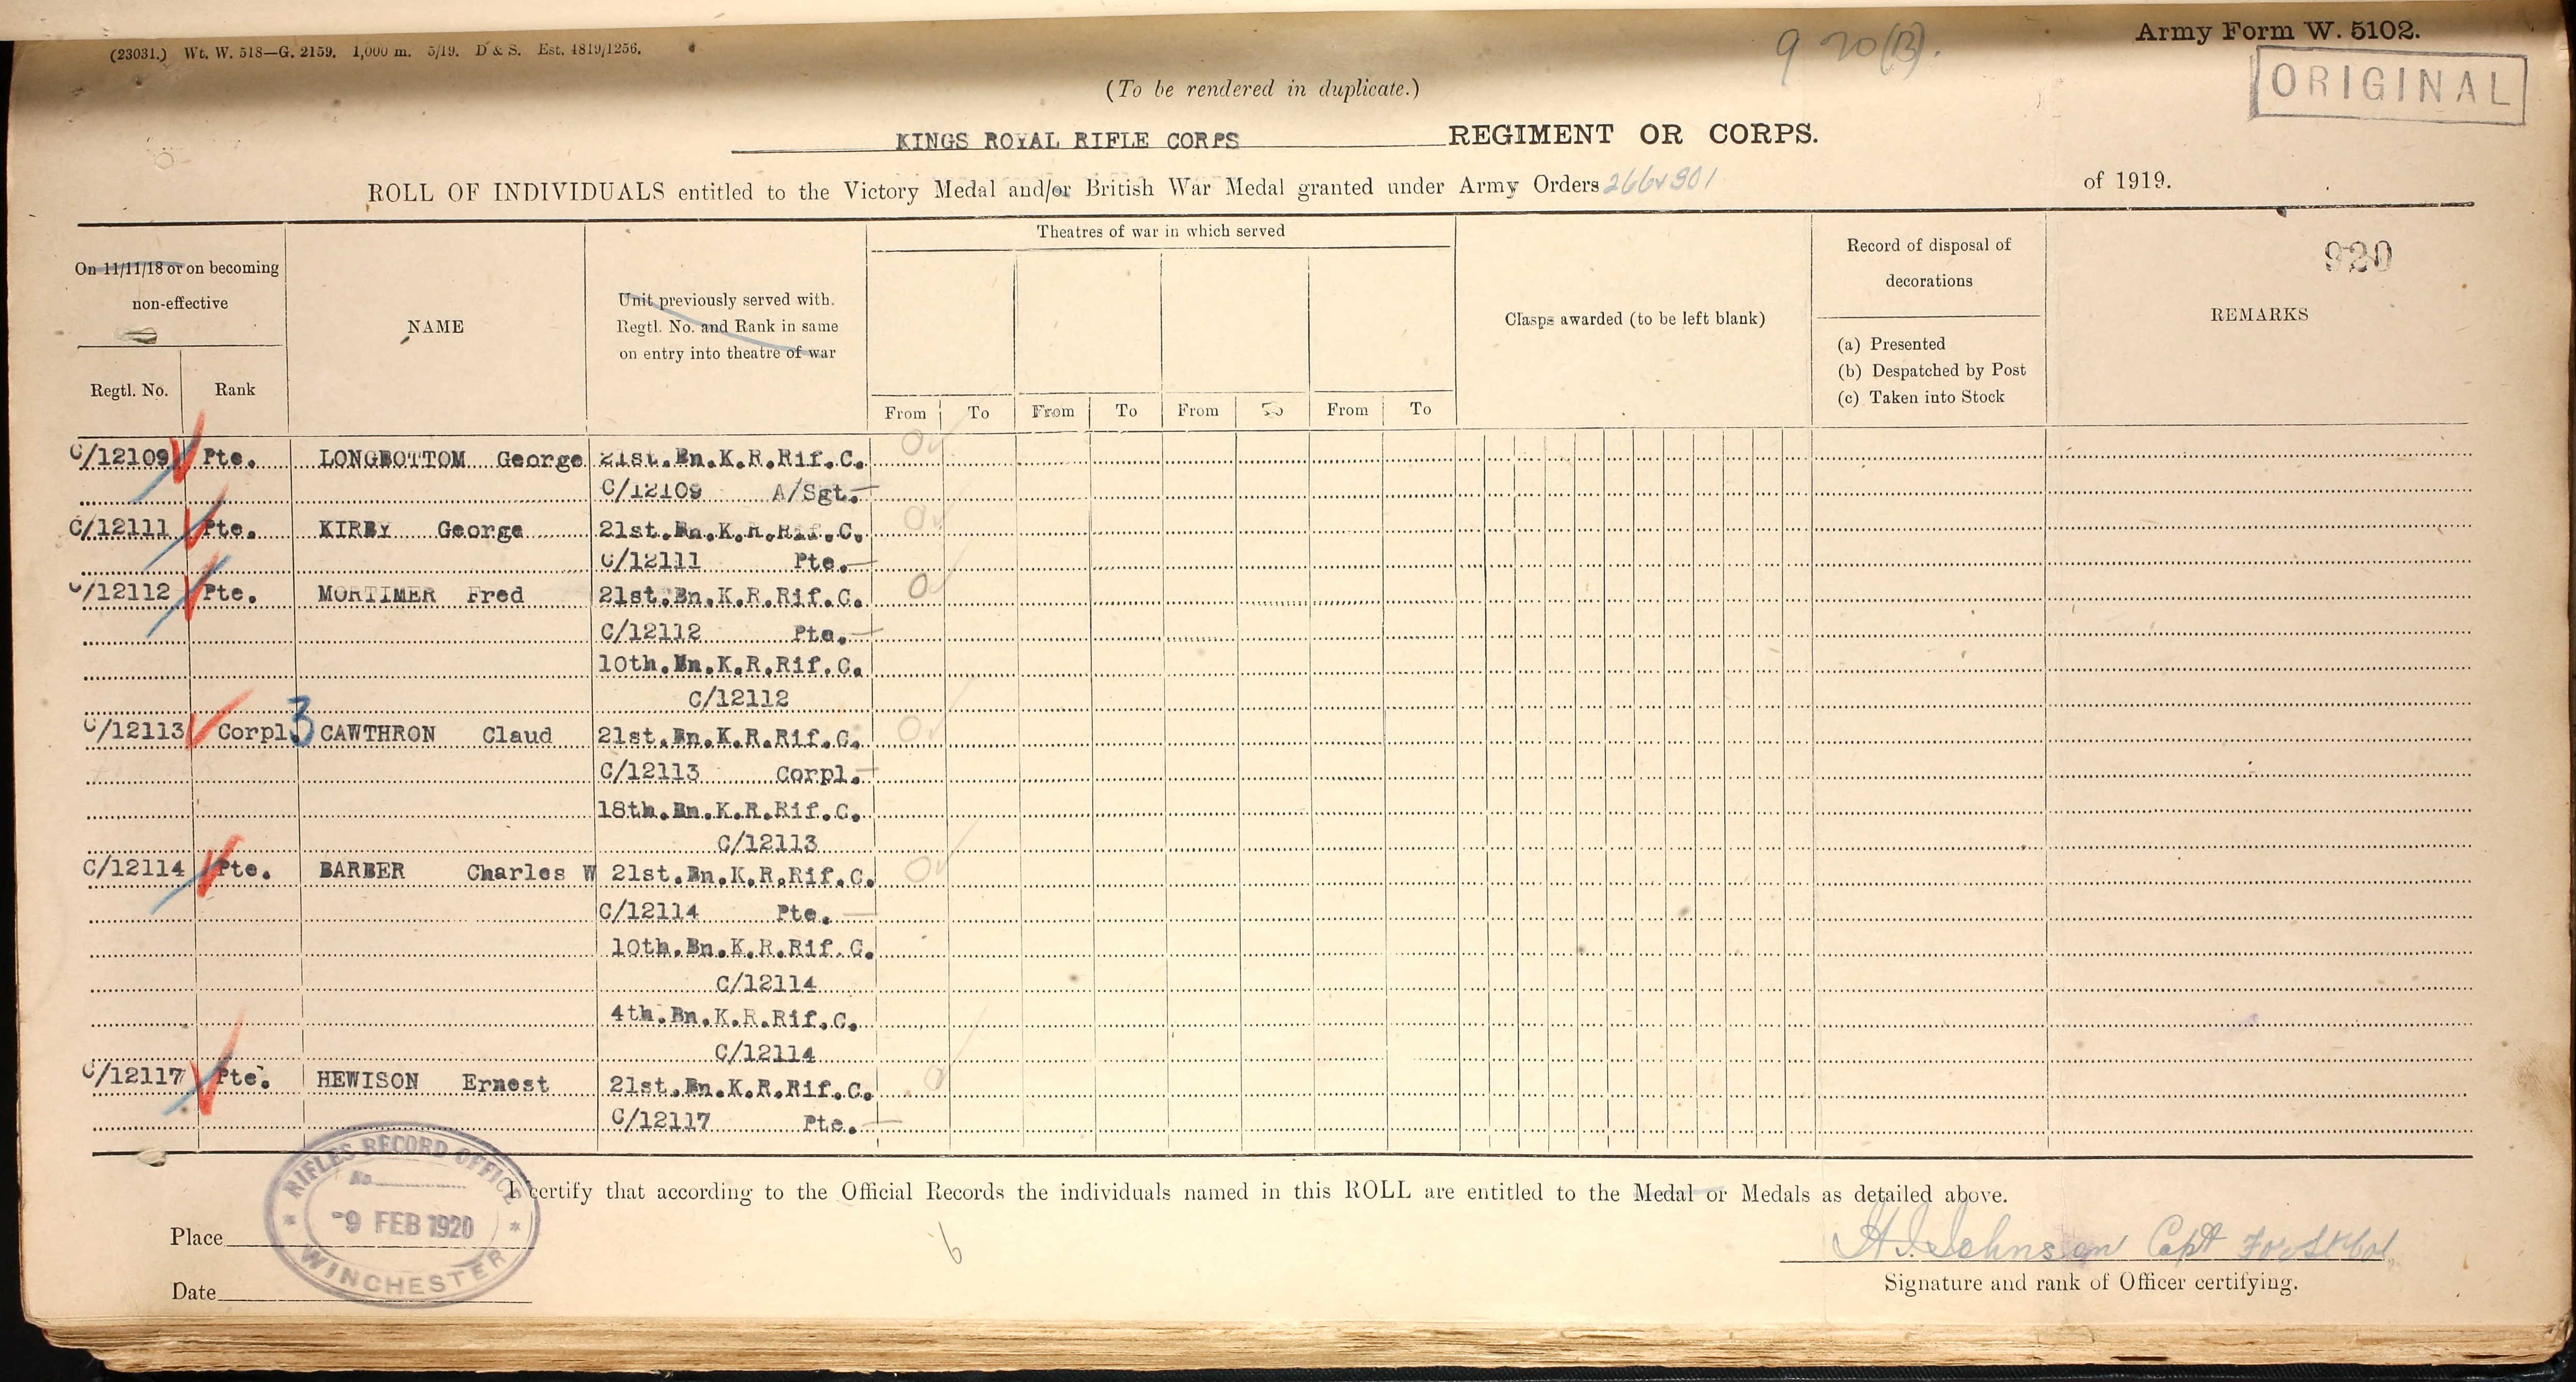 (23031.) Wt. W. 518—G. 2159. 1,000 m. 5/19. D & S. Est. 4819/1256.
9 20(B).
Army Form W. 5102.
ORIGINAL
(To be rendered in duplicate.)
KINGS ROYAL RIFLE CORPS REGIMENT OR CORPS.
ROLL OF INDIVIDUALS entitled to the Victory Medal and/or British War Medal granted under Army Orders 266 & 301 of 1919.
920
On 11/11/18 or on becoming
non-effective
Regtl. No. Rank
NAME
Unit previously served with.
Regtl. No. and Rank in same
on entry into theatre of war
Theatres of war in which served
From To From To From To From To
Clasps awarded (to be left blank)
Record of disposal of
decorations
(a) Presented
(b) Despatched by Post
(c) Taken into Stock
REMARKS
C/12109 Pte. LONGBOTTOM George 21st.Bn.K.R.Rif.C.
C/12109 A/Sgt.
C/12111 Pte. KIRBY George 21st.Bn.K.R.Rif.C.
C/12111 Pte.
C/12112 Pte. MORTIMER Fred 21st.Bn.K.R.Rif.C.
C/12112 Pte.
10th.Bn.K.R.Rif.C.
C/12112
C/12113 Corpl. 3 CAWTHRON Claud 21st.Bn.K.R.Rif.C.
C/12113 Corpl.
18th.Bn.K.R.Rif.C.
C/12113
C/12114 Pte. BARBER Charles W 21st.Bn.K.R.Rif.C.
C/12114 Pte.
10th.Bn.K.R.Rif.C.
C/12114
4th.Bn.K.R.Rif.C.
C/12114
C/12117 Pte. HEWISON Ernest 21st.Bn.K.R.Rif.C.
C/12117 Pte.
I certify that according to the Official Records the individuals named in this ROLL are entitled to the Medal or Medals as detailed above.
RIFLES RECORD OFFICE
No
-9 FEB 1920
WINCHESTER
Place
Date
6
H.J. Johnson Capt
Signature and rank of Officer certifying.